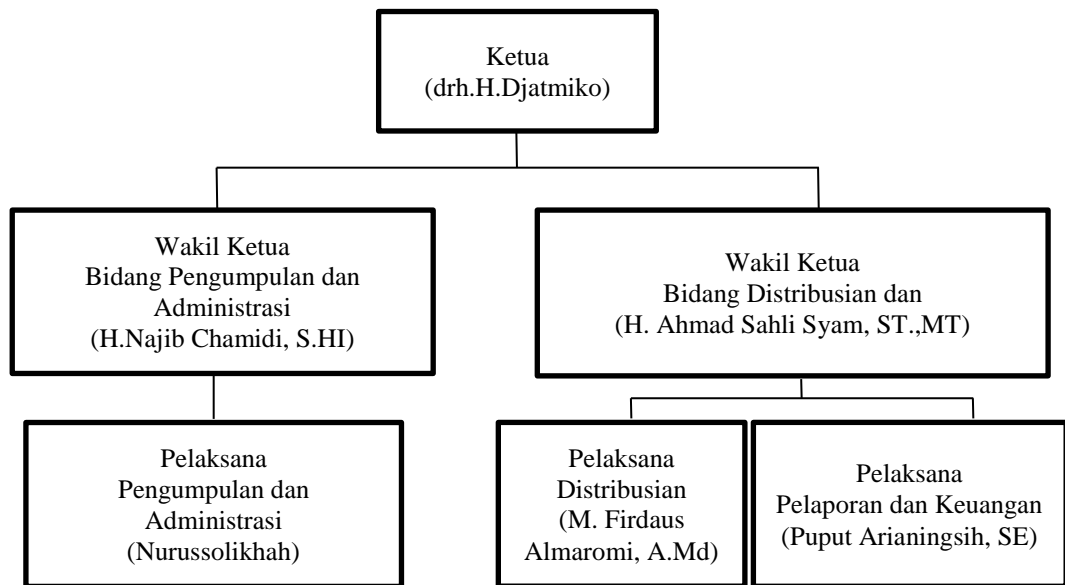 Ketua
(drh.H.Djatmiko)
Wakil Ketua
Bidang Pengumpulan dan
Administrasi
(H.Najib Chamidi, S.HI)
Wakil Ketua
Bidang Distribusian dan
(H. Ahmad Sahli Syam, ST.,MT)
Pelaksana
Pengumpulan dan
Administrasi
(Nurussolikhah)
Pelaksana
Distribusian
(M. Firdaus
Almaromi, A.Md)
Pelaksana
Pelaporan dan Keuangan
(Puput Arianingsih, SE)